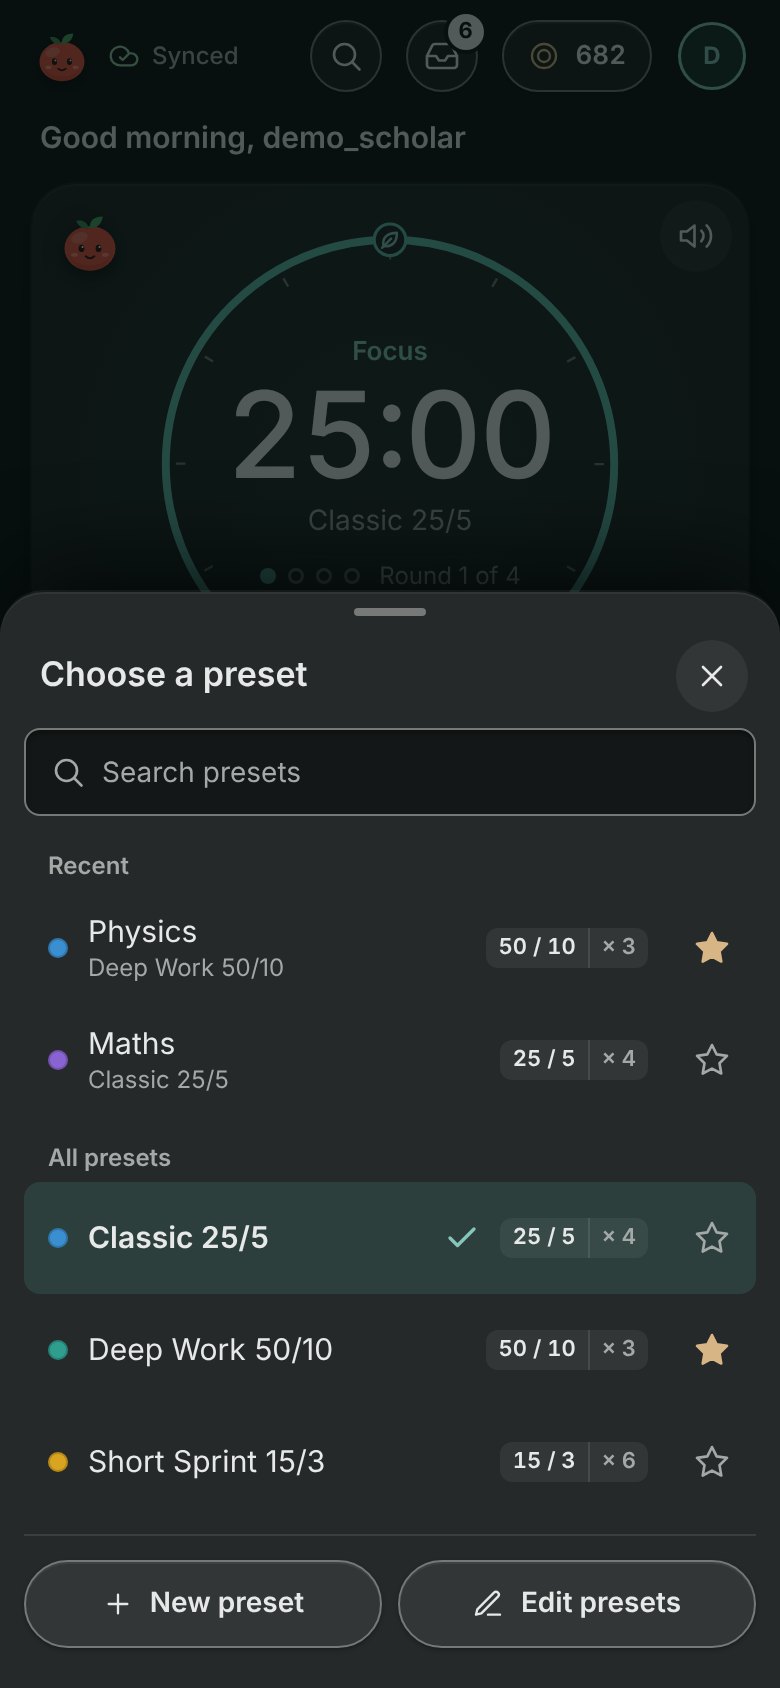 Synced
6
682
D
Good morning, demo_scholar
Focus
25:00
Classic 25/5
Round 1 of 4
Choose a preset
Search presets
Recent
Physics
Deep Work 50/10
50 / 10 × 3
Maths
Classic 25/5
25 / 5 × 4
All presets
Classic 25/5 25 / 5 × 4
Deep Work 50/10 50 / 10 × 3
Short Sprint 15/3 15 / 3 × 6
New preset Edit presets